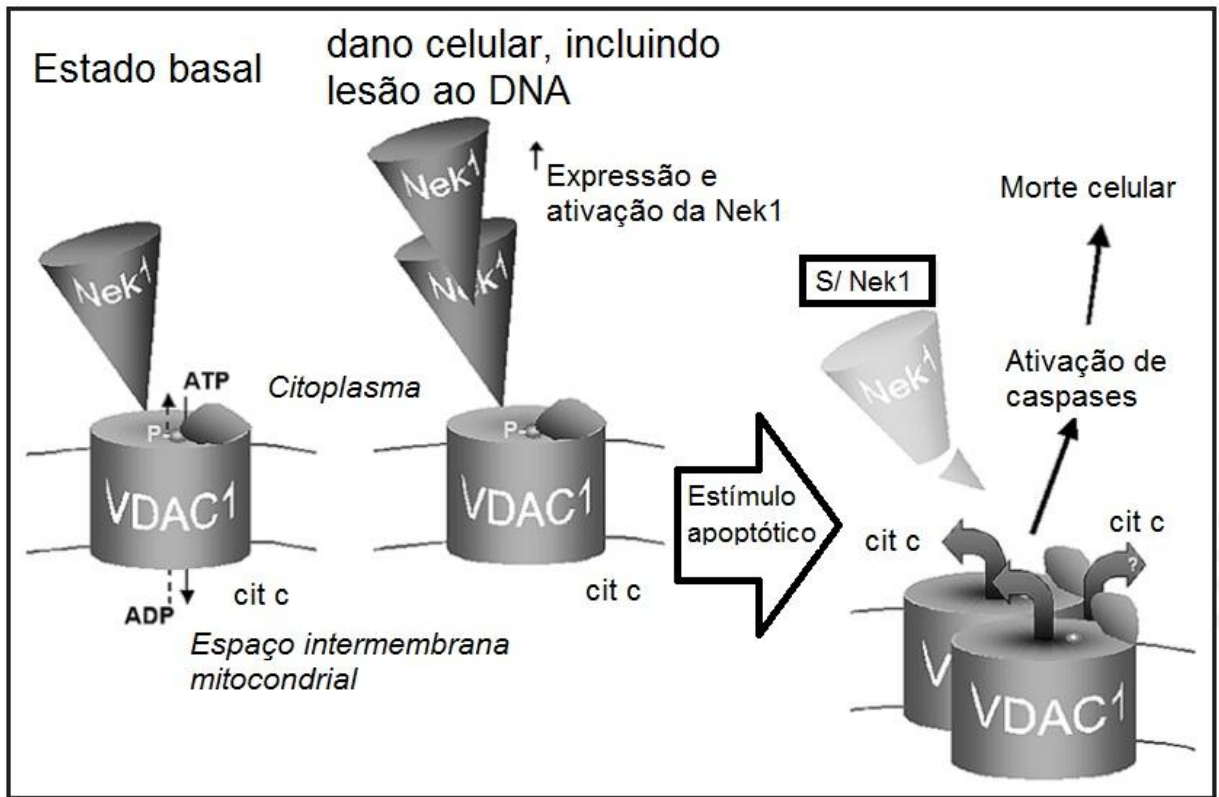 Estado basal
dano celular, incluindo
lesão ao DNA
Nek1
Nek1
Nek1
Expressão e
ativação da Nek1
ATP
Citoplasma
P-
VDAC1
ADP
cit c
Espaço intermembrana
mitocondrial
P-
VDAC1
cit c
Estímulo
apoptótico
S/ Nek1
Nek1
Morte celular
Ativação de
caspases
cit c
cit c
?
V
VDAC1